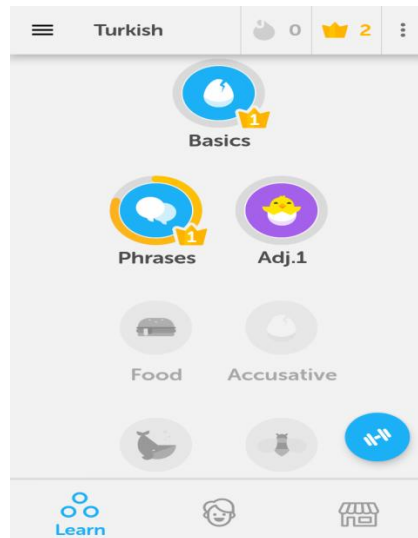 Turkish 0 2
1
Basics
1
Phrases Adj.1
Food Accusative
Learn